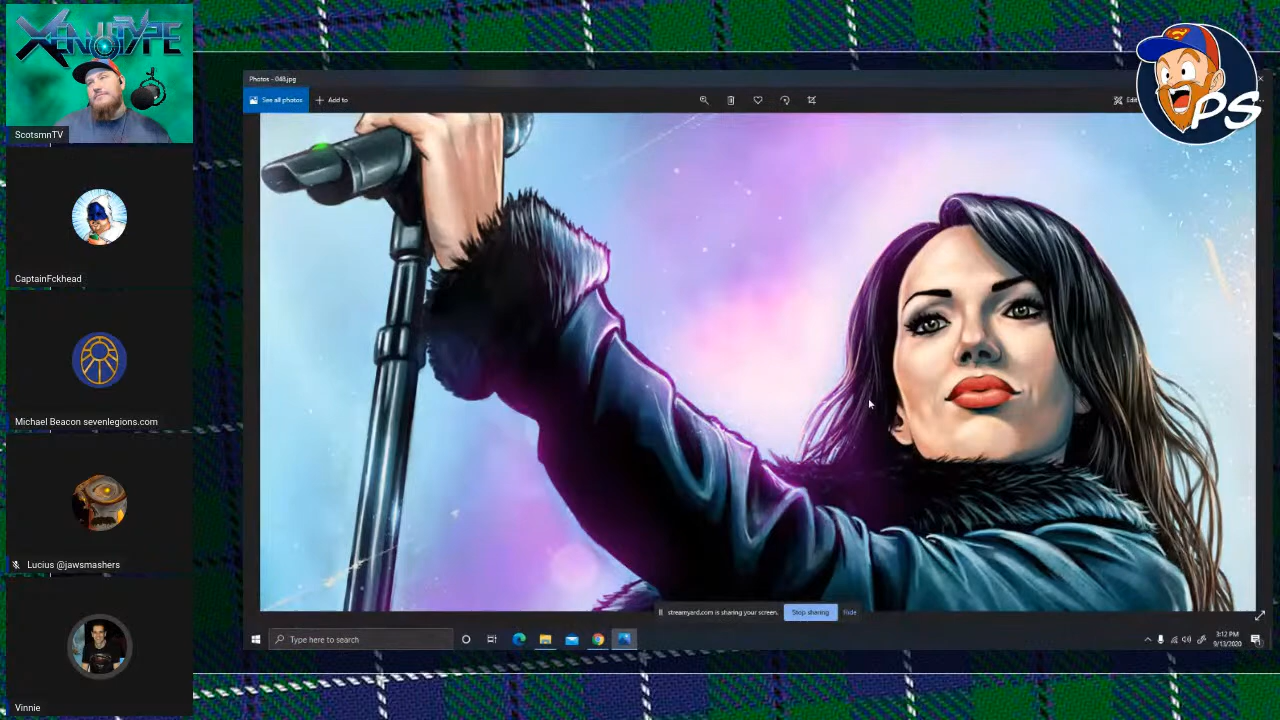 XENOTYPE
ScotsmnTV
CaptainFckhead
Michael Beacon sevenlegions.com
Lucius @jawsmashers
Vinnie
Photos - 048.jpg
See all photos
Add to
Edit
PS
streamyard.com is sharing your screen.
Stop sharing
Hide
Type here to search
3:12 PM
9/13/2020